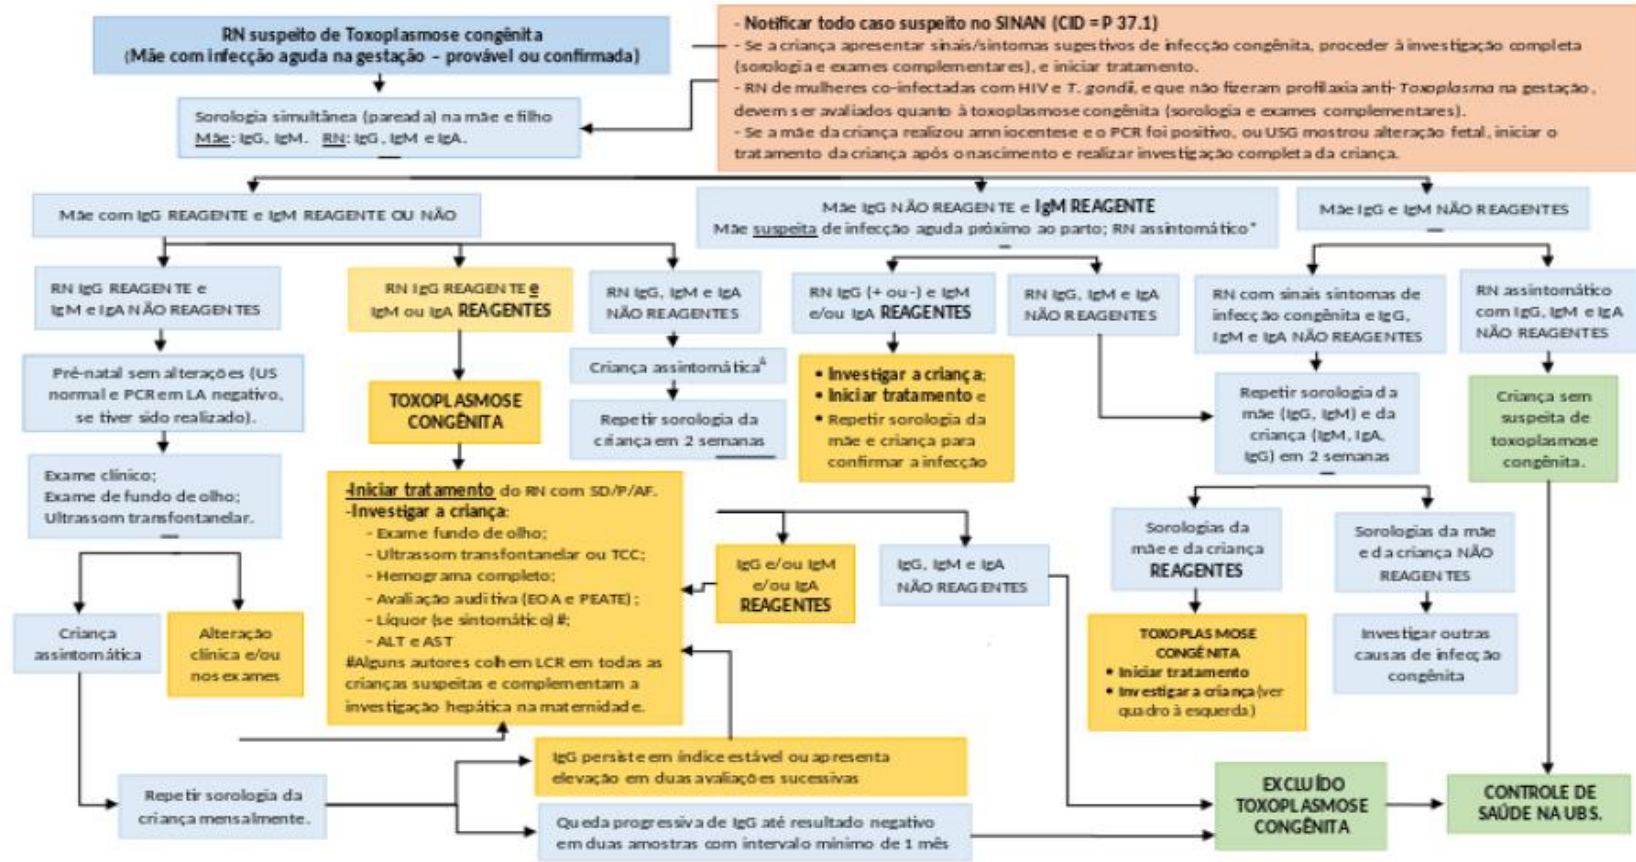 RN suspeito de Toxoplasmose congênita
(Mãe com infecção aguda na gestação – provável ou confirmada)
- Notificar todo caso suspeito no SINAN (CID = P 37.1)
- Se a criança apresentar sinais/sintomas sugestivos de infecção congênita, proceder à investigação completa
(sorologia e exames complementares), e iniciar tratamento.
- RN de mulheres co-infectadas com HIV e T. gondii, e que não fizeram profilaxia anti-Toxoplasma na gestação,
devem ser avaliados quanto à toxoplasmose congênita (sorologia e exames complementares).
- Se a mãe da criança realizou amniocentese e o PCR foi positivo, ou USG mostrou alteração fetal, iniciar o
tratamento da criança após o nascimento e realizar investigação completa da criança.
Sorologia simultânea (pareada) na mãe e filho
Mãe: IgG, IgM. RN: IgG, IgM e IgA.
Mãe com IgG REAGENTE e IgM REAGENTE OU NÃO
Mãe IgG NÃO REAGENTE e IgM REAGENTE
Mãe suspeita de infecção aguda próximo ao parto; RN assintomático*
Mãe IgG e IgM NÃO REAGENTES
RN IgG REAGENTE e
IgM e IgA NÃO REAGENTES
RN IgG REAGENTE e
IgM ou IgA REAGENTES
RN IgG, IgM e IgA
NÃO REAGENTES
RN IgG (+ ou -) e IgM
e/ou IgA REAGENTES
RN IgG, IgM e IgA
NÃO REAGENTES
RN com sinais sintomas de
infecção congênita e IgG,
IgM e IgA NÃO REAGENTES
RN assintomático
com IgG, IgM e IgA
NÃO REAGENTES
Pré-natal sem alterações (US
normal e PCR em LA negativo,
se tiver sido realizado).
TOXOPLASMOSE
CONGÊNITA
Criança assintomática&
Repetir sorologia da
criança em 2 semanas
• Investigar a criança;
• Iniciar tratamento e
• Repetir sorologia da
mãe e criança para
confirmar a infecção
Repetir sorologia da
mãe (IgG, IgM) e da
criança (IgM, IgA,
IgG) em 2 semanas
Criança sem
suspeita de
toxoplasmose
congênita.
Exame clínico;
Exame de fundo de olho;
Ultrassom transfontanelar.
-Iniciar tratamento do RN com SD/P/AF.
-Investigar a criança:
- Exame fundo de olho;
- Ultrassom transfontanelar ou TCC;
- Hemograma completo;
- Avaliação auditiva (EOA e PEATE);
- Líquor (se sintomático) #;
- ALT e AST
#Alguns autores colhem LCR em todas as
crianças suspeitas e complementam a
investigação hepática na maternidade.
IgG e/ou IgM
e/ou IgA
REAGENTES
IgG, IgM e IgA
NÃO REAGENTES
Sorologias da
mãe e da criança
REAGENTES
Sorologias da mãe
e da criança NÃO
REAGENTES
Criança
assintomática
Alteração
clínica e/ou
nos exames
TOXOPLASMOSE
CONGÊNITA
• Iniciar tratamento
• Investigar a criança (ver
quadro à esquerda)
Investigar outras
causas de infecção
congênita
IgG persiste em índice estável ou apresenta
elevação em duas avaliações sucessivas
Repetir sorologia da
criança mensalmente.
Queda progressiva de IgG até resultado negativo
em duas amostras com intervalo mínimo de 1 mês
EXCLUÍDO
TOXOPLASMOSE
CONGÊNITA
CONTROLE DE
SAÚDE NA UBS.